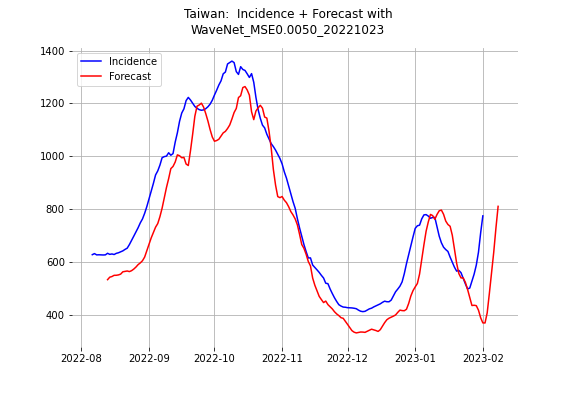 Taiwan:  Incidence + Forecast with
WaveNet_MSE0.0050_20221023
1400
1200
1000
800
600
400
Incidence
Forecast
2022-08 2022-09 2022-10 2022-11 2022-12 2023-01 2023-02